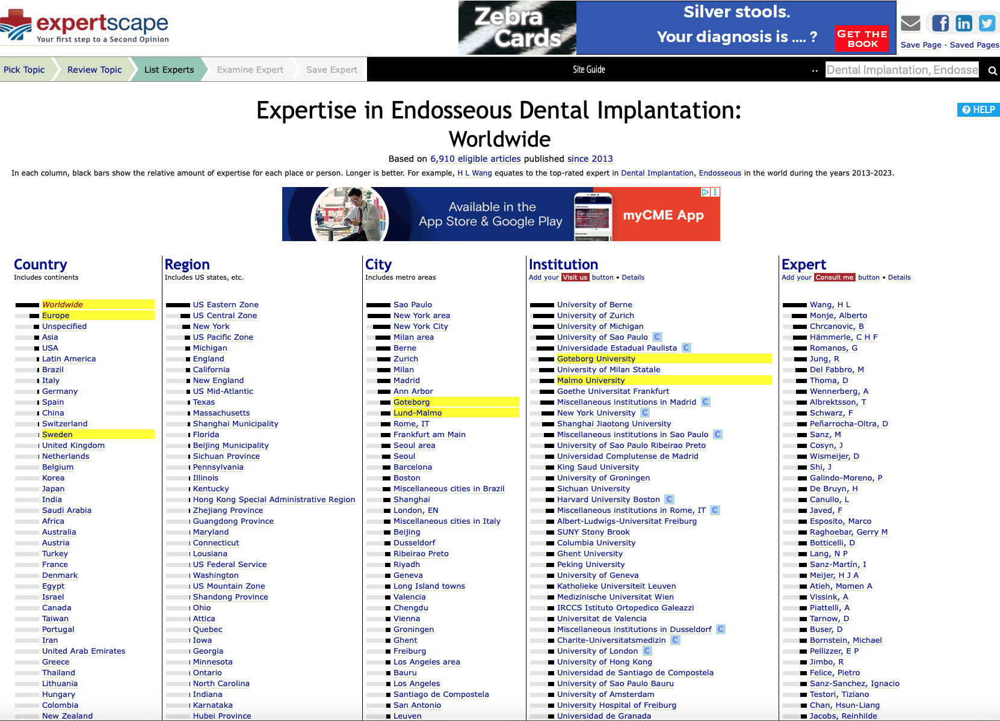 expertscape
Your first step to a Second Opinion
Zebra
Cards
Silver stools.
Your diagnosis is .... ?
GET THE
BOOK
Save Page · Saved Pages
Pick Topic
Review Topic
List Experts
Examine Expert
Save Expert
Site Guide
Dental Implantation, Endosse
HELP
Expertise in Endosseous Dental Implantation:
Worldwide
Based on 6,910 eligible articles published since 2013
In each column, black bars show the relative amount of expertise for each place or person. Longer is better. For example, H L Wang equates to the top-rated expert in Dental Implantation, Endosseous in the world during the years 2013-2023.
Available in the
App Store & Google Play
myCME App
Country
Includes continents
Worldwide
Europe
Unspecified
Asia
USA
Latin America
Brazil
Italy
Germany
Spain
China
Switzerland
Sweden
United Kingdom
Netherlands
Belgium
Korea
Japan
India
Saudi Arabia
Africa
Australia
Austria
Turkey
France
Denmark
Egypt
Israel
Canada
Taiwan
Portugal
Iran
United Arab Emirates
Greece
Thailand
Lithuania
Hungary
Colombia
New Zealand
Region
Includes US states, etc.
US Eastern Zone
US Central Zone
New York
US Pacific Zone
Michigan
England
California
New England
US Mid-Atlantic
Texas
Massachusetts
Shanghai Municipality
Florida
Beijing Municipality
Sichuan Province
Pennsylvania
Illinois
Kentucky
Hong Kong Special Administrative Region
Zhejiang Province
Guangdong Province
Maryland
Connecticut
Lousiana
US Federal Service
Washington
US Mountain Zone
Shandong Province
Ohio
Attica
Quebec
Iowa
Georgia
Minnesota
Ontario
North Carolina
Indiana
Karnataka
Hubei Province
City
Includes metro areas
Sao Paulo
New York area
New York City
Milan area
Berne
Zurich
Milan
Madrid
Ann Arbor
Goteborg
Lund-Malmo
Rome, IT
Frankfurt am Main
Seoul area
Seoul
Barcelona
Boston
Miscellaneous cities in Brazil
Shanghai
London, EN
Miscellaneous cities in Italy
Beijing
Dusseldorf
Ribeirao Preto
Riyadh
Geneva
Long Island towns
Valencia
Chengdu
Vienna
Groningen
Ghent
Freiburg
Los Angeles area
Bauru
Los Angeles
Santiago de Compostela
San Antonio
Leuven
Institution
Add your Visit us button • Details
University of Berne
University of Zurich
University of Michigan
University of Sao Paulo C
Universidade Estadual Paulista C
Goteborg University
University of Milan Statale
Malmo University
Goethe Universitat Frankfurt
Miscellaneous institutions in Madrid C
New York University C
Shanghai Jiaotong University
Miscellaneous institutions in Sao Paulo C
University of Sao Paulo Ribeirao Preto
Universidad Complutense de Madrid
King Saud University
University of Groningen
Sichuan University
Harvard University Boston C
Miscellaneous institutions in Rome, IT C
Albert-Ludwigs-Universitat Freiburg
SUNY Stony Brook
Columbia University
Ghent University
Peking University
University of Geneva
Katholieke Universiteit Leuven
Medizinische Universitat Wien
IRCCS Istituto Ortopedico Galeazzi
Universitat de Valencia
Miscellaneous institutions in Dusseldorf C
Charite-Universitatsmedizin C
University of London C
University of Hong Kong
Universidad de Santiago de Compostela
University of Sao Paulo Bauru
University of Amsterdam
University Hospital of Freiburg
Universidad de Granada
Expert
Add your Consult me button • Details
Wang, H L
Monje, Alberto
Chrcanovic, B
Hämmerle, C H F
Romanos, G
Jung, R
Del Fabbro, M
Thoma, D
Wennerberg, A
Albrektsson, T
Schwarz, F
Peñarrocha-Oltra, D
Sanz, M
Cosyn, J
Wismeijer, D
Shi, J
Galindo-Moreno, P
De Bruyn, H
Canullo, L
Javed, F
Esposito, Marco
Raghoebar, Gerry M
Botticelli, D
Lang, N P
Sanz-Martín, I
Meijer, H J A
Atieh, Momen A
Vissink, A
Piattelli, A
Tarnow, D
Buser, D
Bornstein, Michael
Pellizzer, E P
Jimbo, R
Felice, Pietro
Sanz-Sanchez, Ignacio
Testori, Tiziano
Chan, Hsun-Liang
Jacobs, Reinhilde